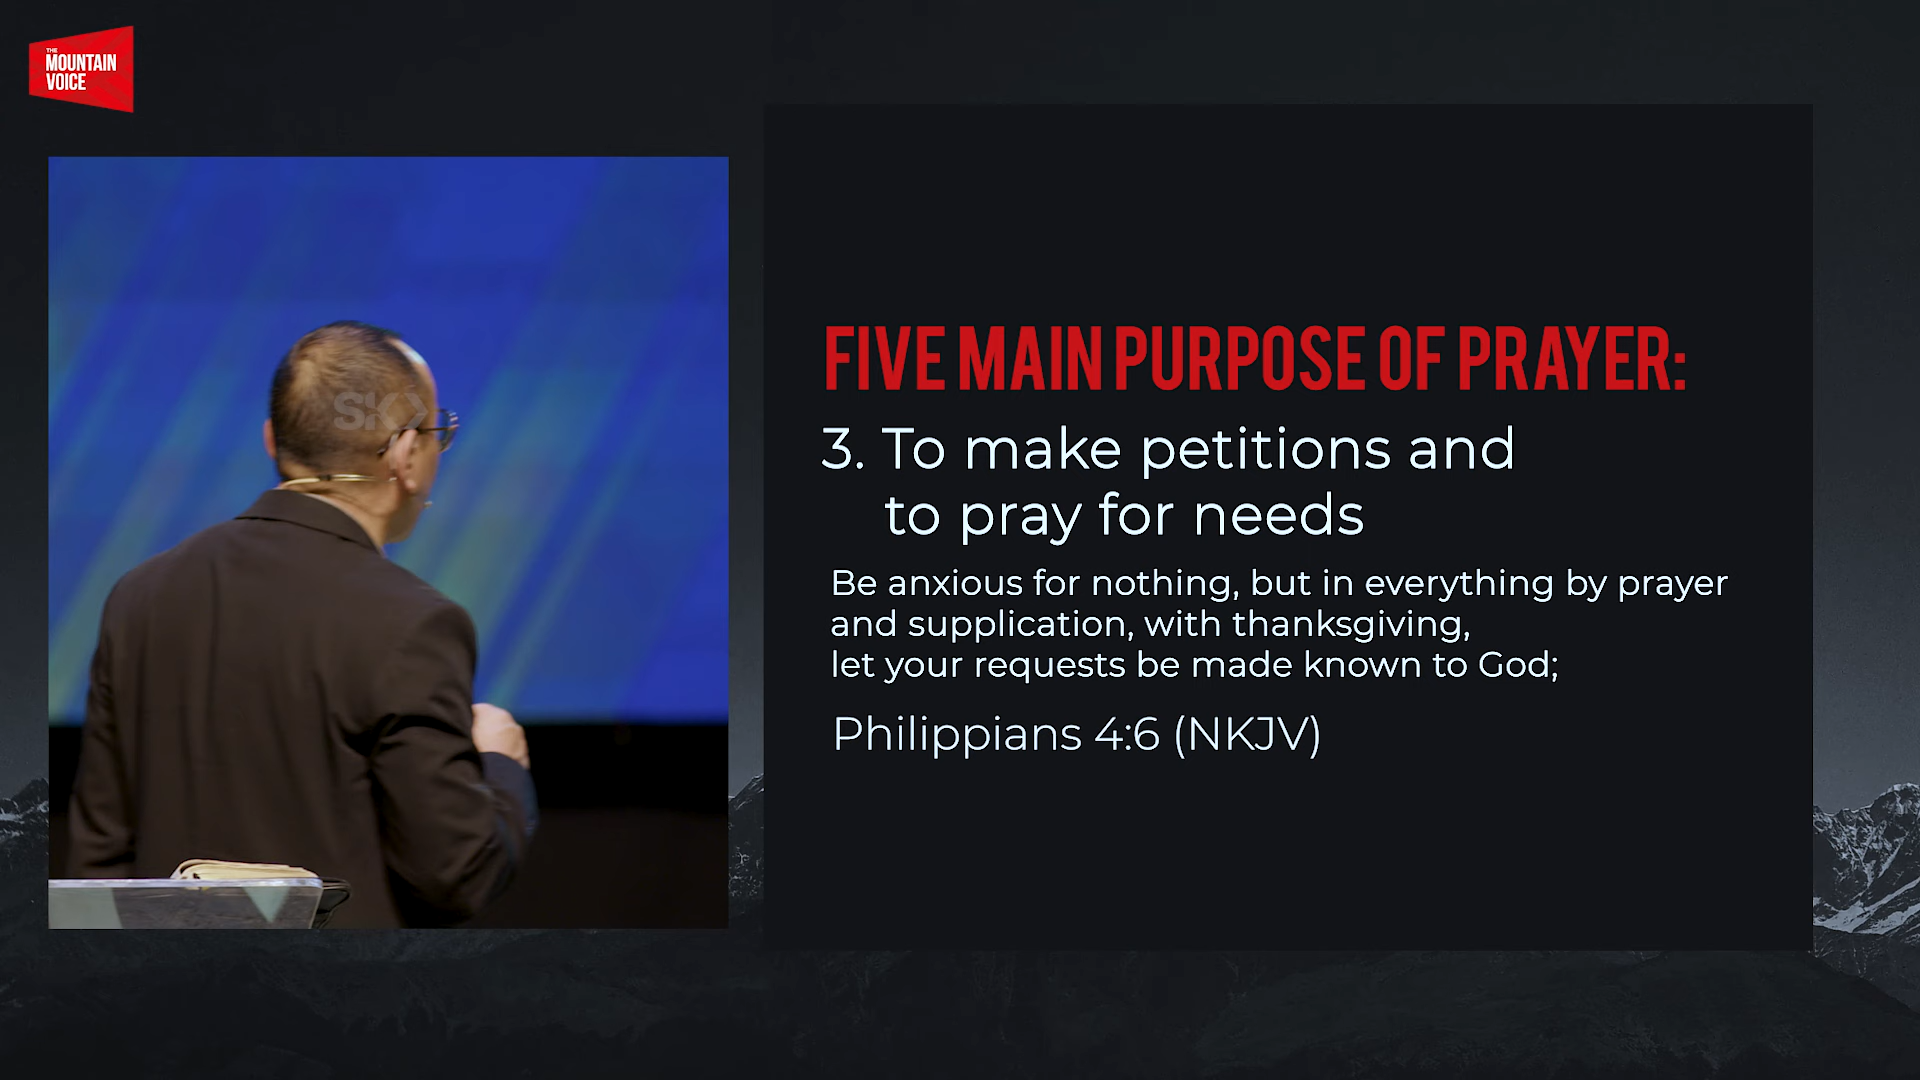 THE
MOUNTAIN
VOICE
SKY
FIVE MAIN PURPOSE OF PRAYER:
3. To make petitions and
to pray for needs
Be anxious for nothing, but in everything by prayer
and supplication, with thanksgiving,
let your requests be made known to God;
Philippians 4:6 (NKJV)